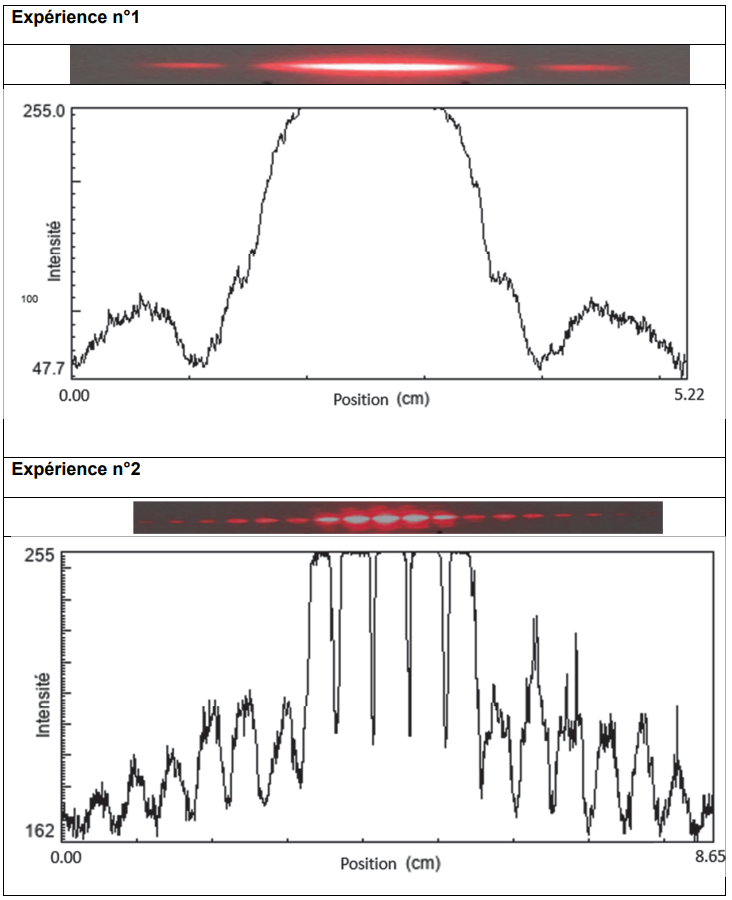 Expérience n°1
255.0
Intensité
100
47.7
0.00
Position (cm)
5.22
Expérience n°2
255
Intensité
162
0.00
Position (cm)
8.65